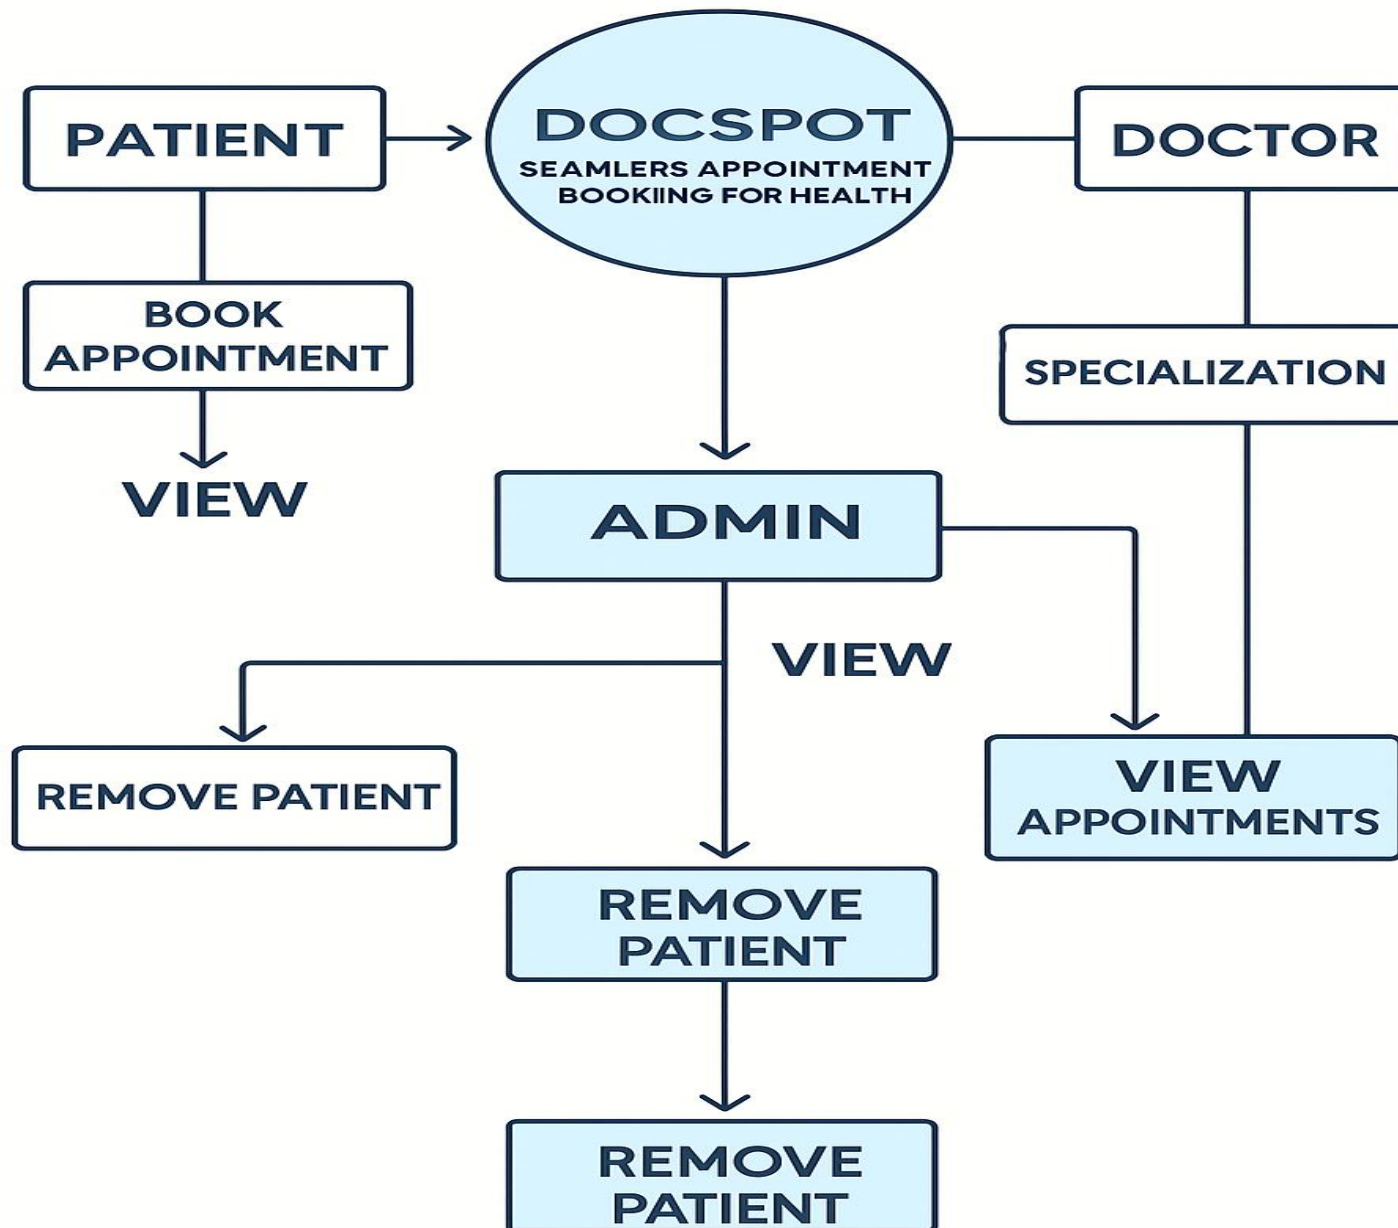 PATIENT
DOCSPOT
SEAMLERS APPOINTMENT
BOOKIING FOR HEALTH
DOCTOR
BOOK
APPOINTMENT
VIEW
SPECIALIZATION
ADMIN
VIEW
REMOVE PATIENT
VIEW
APPOINTMENTS
REMOVE
PATIENT
REMOVE
PATIENT